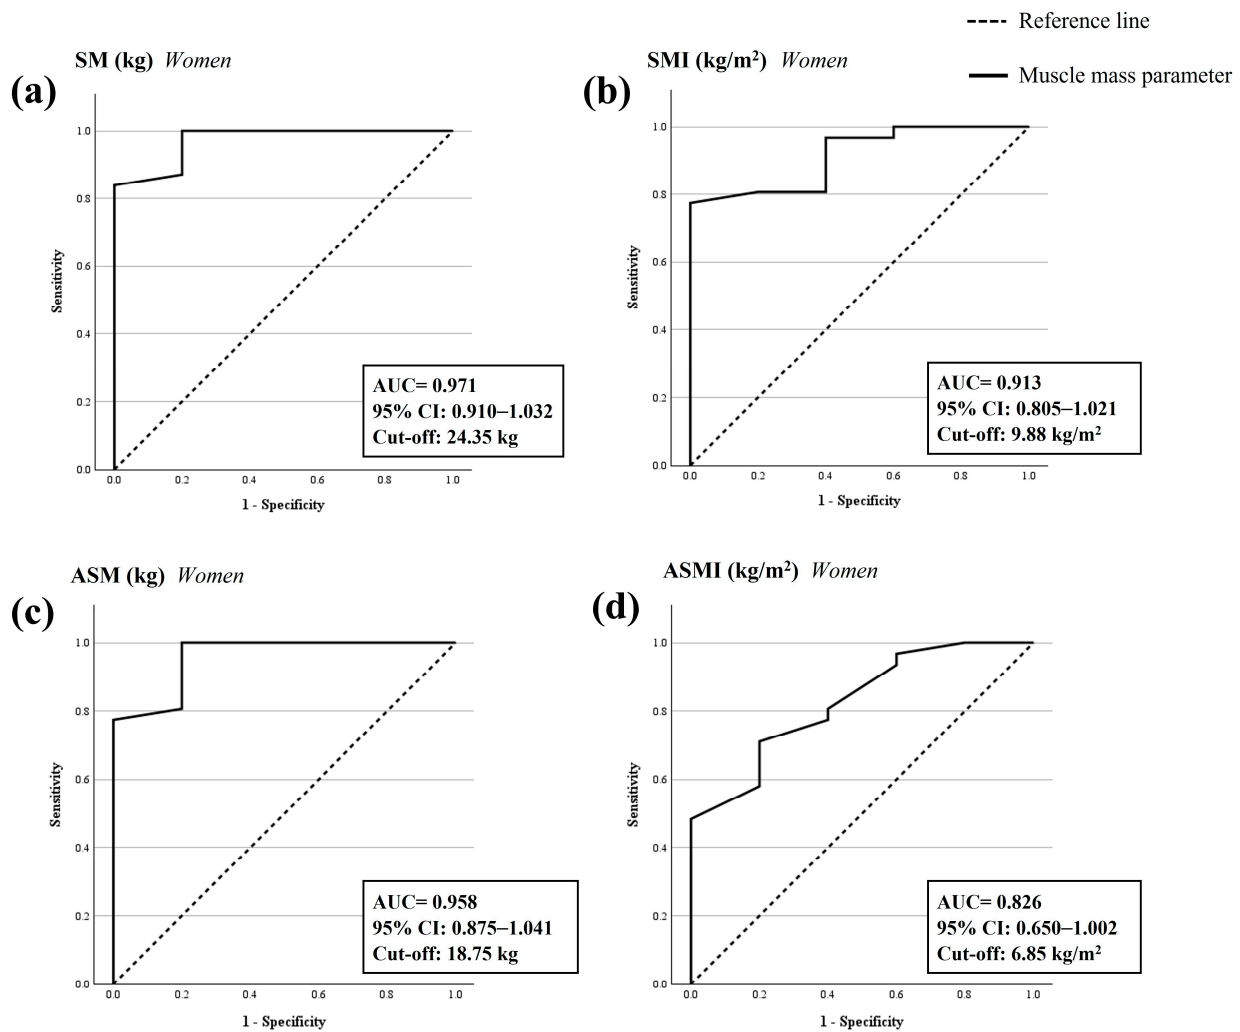 Reference line
Muscle mass parameter
(a)
SM (kg) Women
1.0
0.8
0.6
0.4
0.2
0.0
Sensitivity
0.0 0.2 0.4 0.6 0.8 1.0
1 - Specificity
AUC= 0.971
95% CI: 0.910–1.032
Cut-off: 24.35 kg
(b)
SMI (kg/m²) Women
1.0
0.8
0.6
0.4
0.2
0.0
Sensitivity
0.0 0.2 0.4 0.6 0.8 1.0
1 - Specificity
AUC= 0.913
95% CI: 0.805–1.021
Cut-off: 9.88 kg/m²
(c)
ASM (kg) Women
1.0
0.8
0.6
0.4
0.2
0.0
Sensitivity
0.0 0.2 0.4 0.6 0.8 1.0
1 - Specificity
AUC= 0.958
95% CI: 0.875–1.041
Cut-off: 18.75 kg
(d)
ASMI (kg/m²) Women
1.0
0.8
0.6
0.4
0.2
0.0
Sensitivity
0.0 0.2 0.4 0.6 0.8 1.0
1 - Specificity
AUC= 0.826
95% CI: 0.650–1.002
Cut-off: 6.85 kg/m²